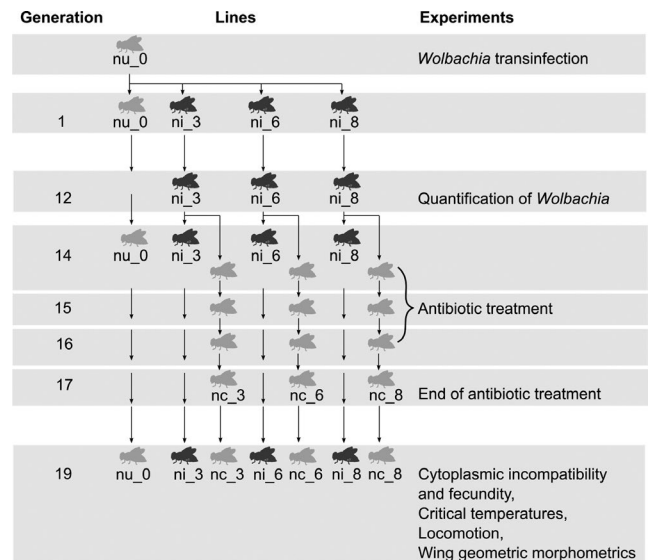 Generation Lines Experiments
nu_0 Wolbachia transinfection
1 nu_0 ni_3 ni_6 ni_8
12 ni_3 ni_6 ni_8 Quantification of Wolbachia
14 nu_0 ni_3 ni_6 ni_8
15 Antibiotic treatment
16
17 nc_3 nc_6 nc_8 End of antibiotic treatment
19 nu_0 ni_3 nc_3 ni_6 nc_6 ni_8 nc_8 Cytoplasmic incompatibility
and fecundity,
Critical temperatures,
Locomotion,
Wing geometric morphometrics